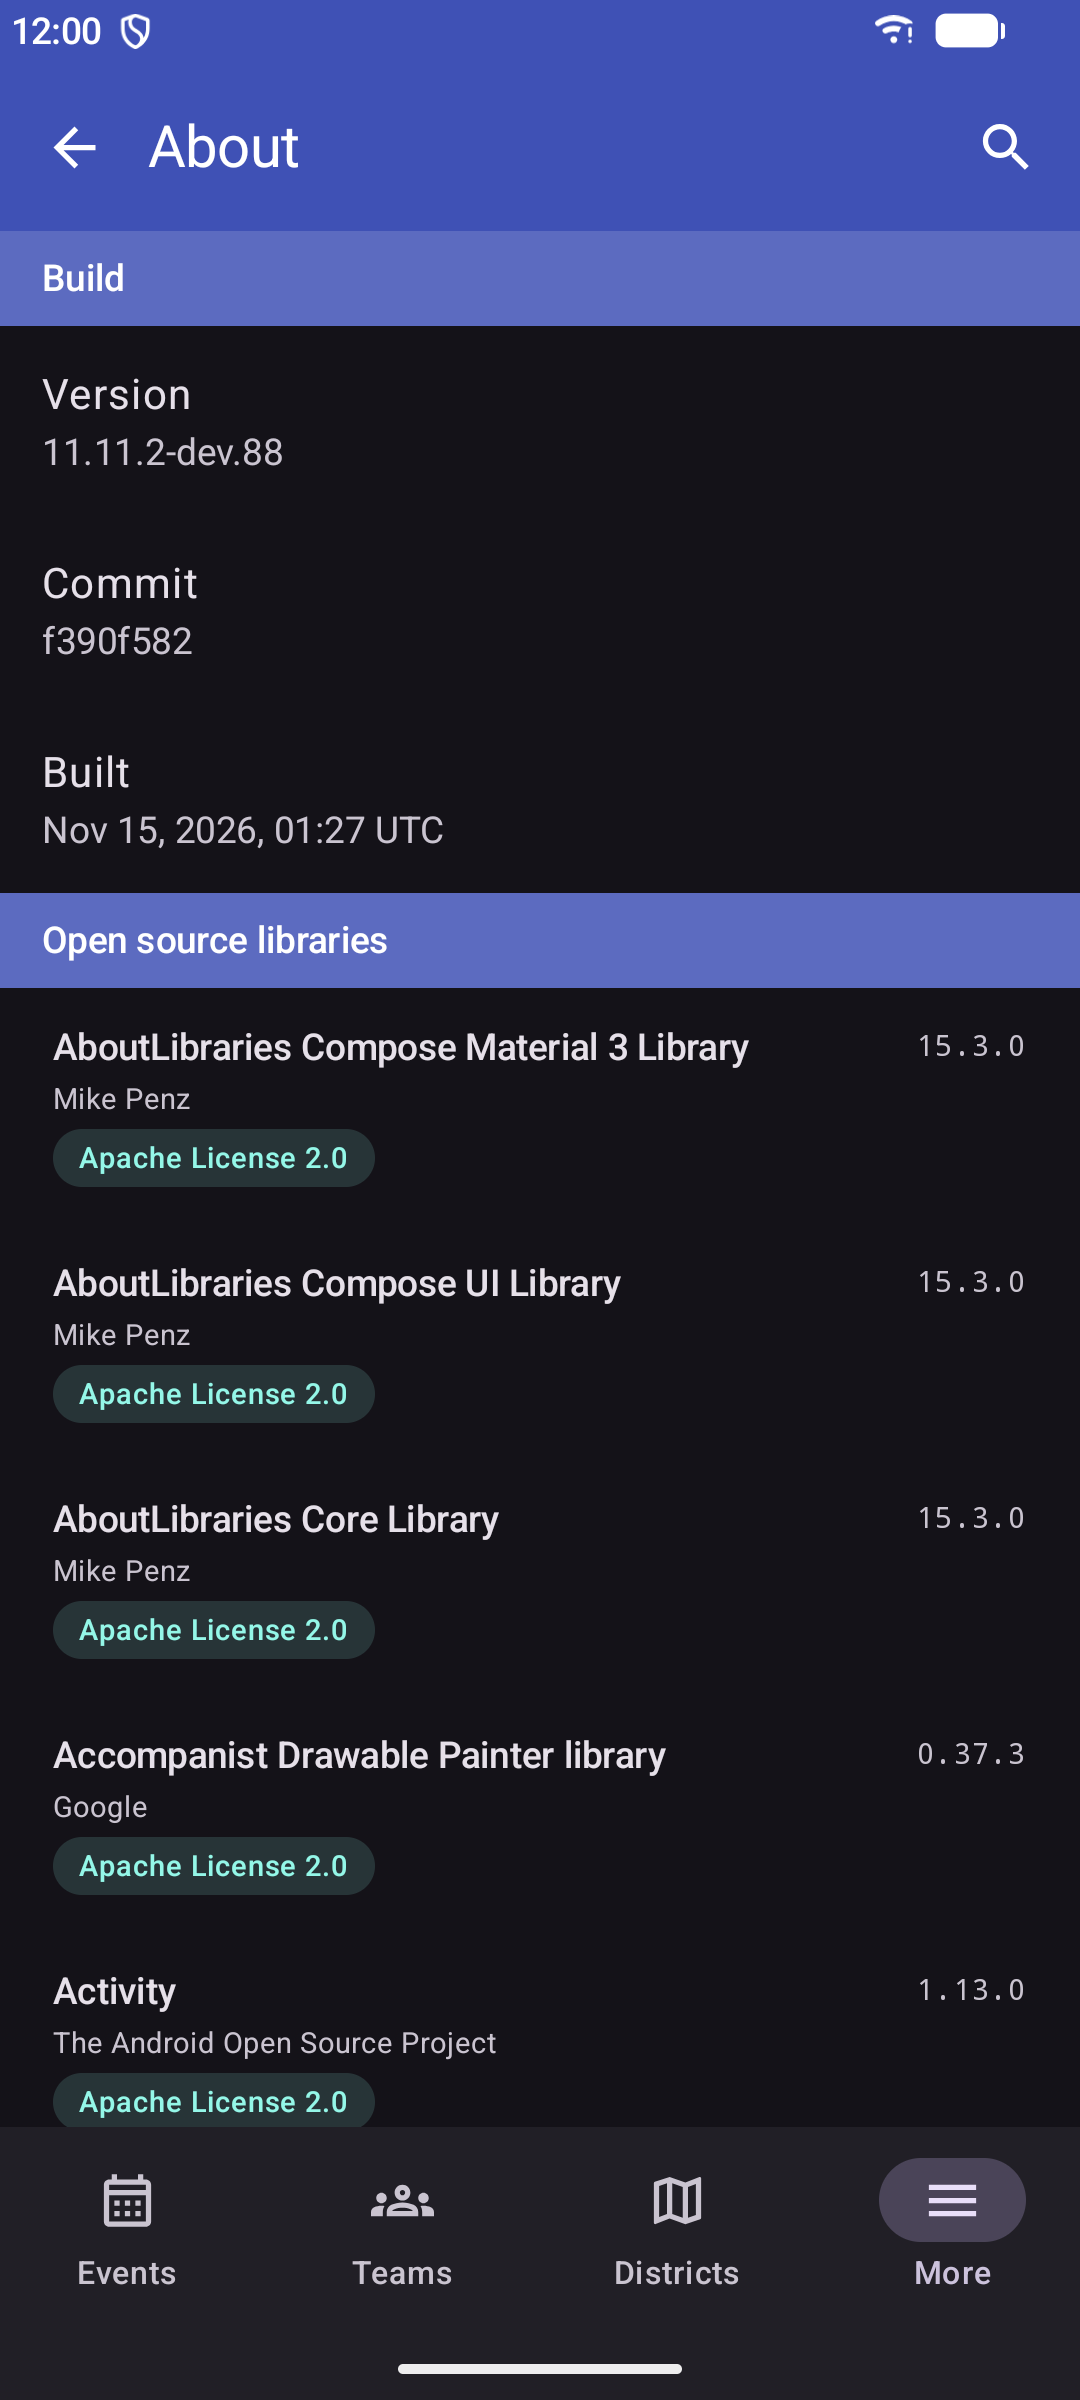 12:00
About
Build
Version
11.11.2-dev.88
Commit
f390f582
Built
Nov 15, 2026, 01:27 UTC
Open source libraries
AboutLibraries Compose Material 3 Library 15.3.0
Mike Penz
Apache License 2.0
AboutLibraries Compose UI Library 15.3.0
Mike Penz
Apache License 2.0
AboutLibraries Core Library 15.3.0
Mike Penz
Apache License 2.0
Accompanist Drawable Painter library 0.37.3
Google
Apache License 2.0
Activity 1.13.0
The Android Open Source Project
Apache License 2.0
Events Teams Districts More